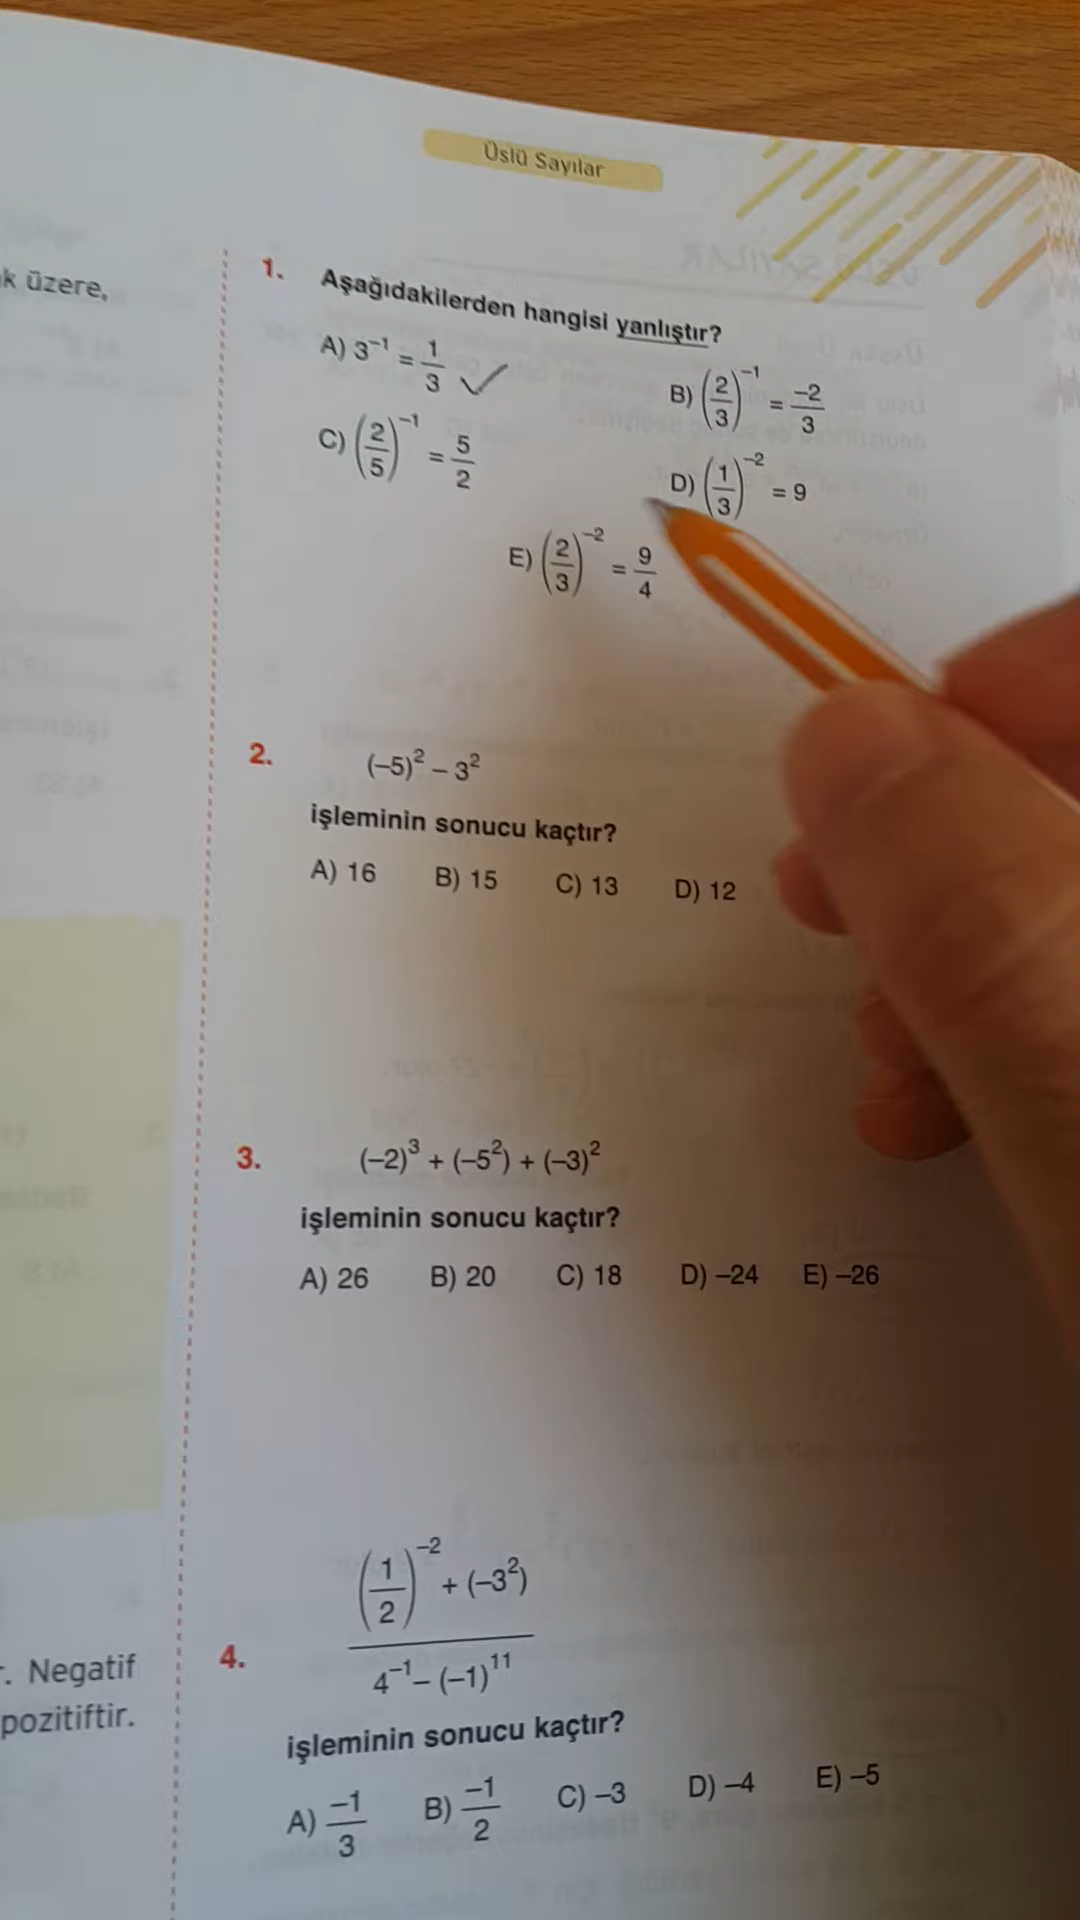 Üslü Sayılar
k üzere,
1. Aşağıdakilerden hangisi yanlıştır?
A) 3⁻¹ = 1/3 ✓
B) (2/3)⁻¹ = -2/3
C) (2/5)⁻¹ = 5/2
D) (1/3)⁻² = 9
E) (2/3)⁻² = 9/4
2. (–5)² – 3²
işleminin sonucu kaçtır?
A) 16 B) 15 C) 13 D) 12
3. (–2)³ + (–5²) + (–3)²
işleminin sonucu kaçtır?
A) 26 B) 20 C) 18 D) –24 E) –26
4. ((1/2)⁻² + (–3²)) / (4⁻¹ – (–1)¹¹)
. Negatif
pozitiftir.
işleminin sonucu kaçtır?
A) –1/3 B) –1/2 C) –3 D) –4 E) –5